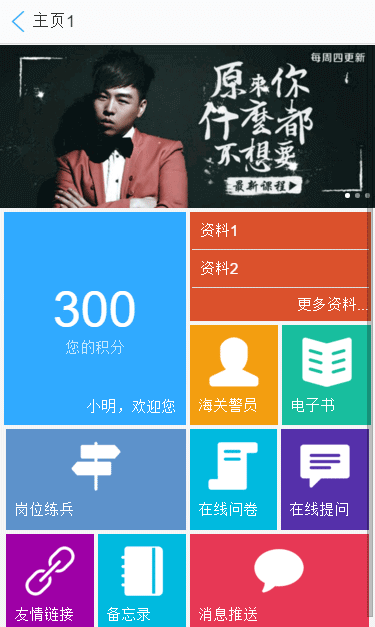 主页1
每周四更新
原来你
什麽都
不想要
最新课程
资料1
资料2
更多资料...
300
您的积分
小明，欢迎您
海关警员
电子书
岗位练兵
在线问卷
在线提问
友情链接
备忘录
消息推送